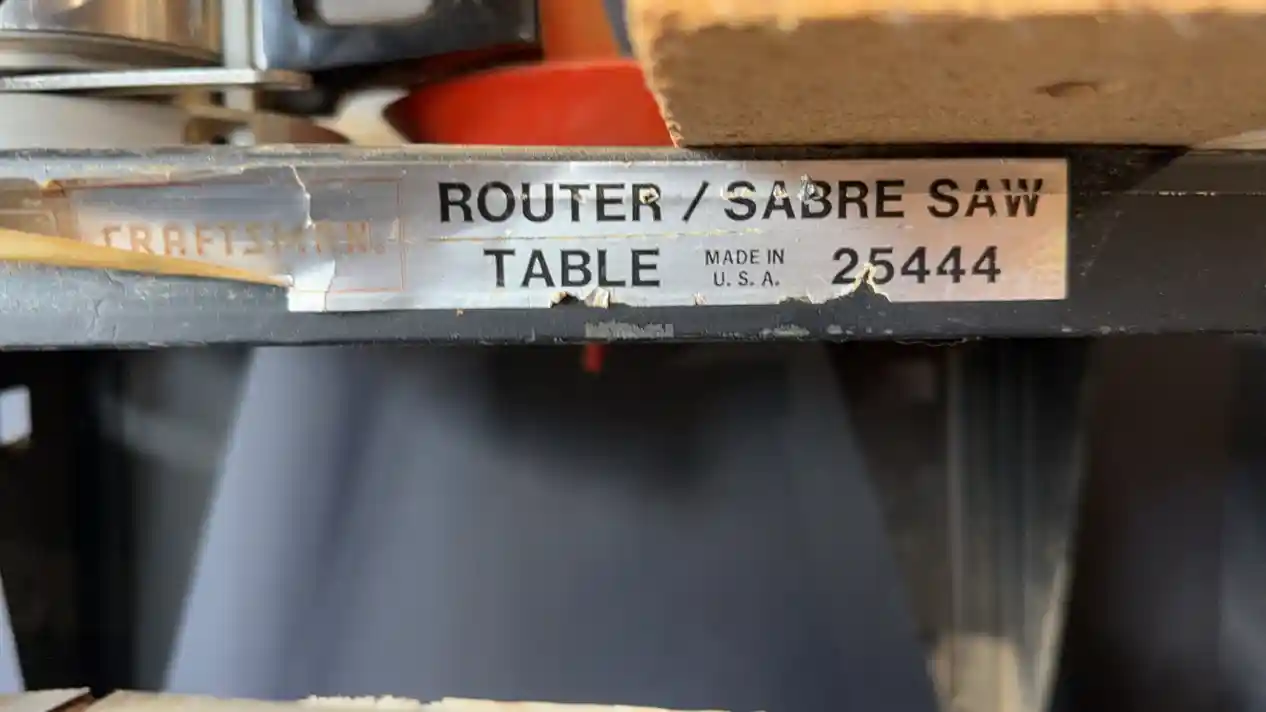 CRAFTSMAN®
ROUTER / SABRE SAW
TABLE MADE IN U. S. A. 25444